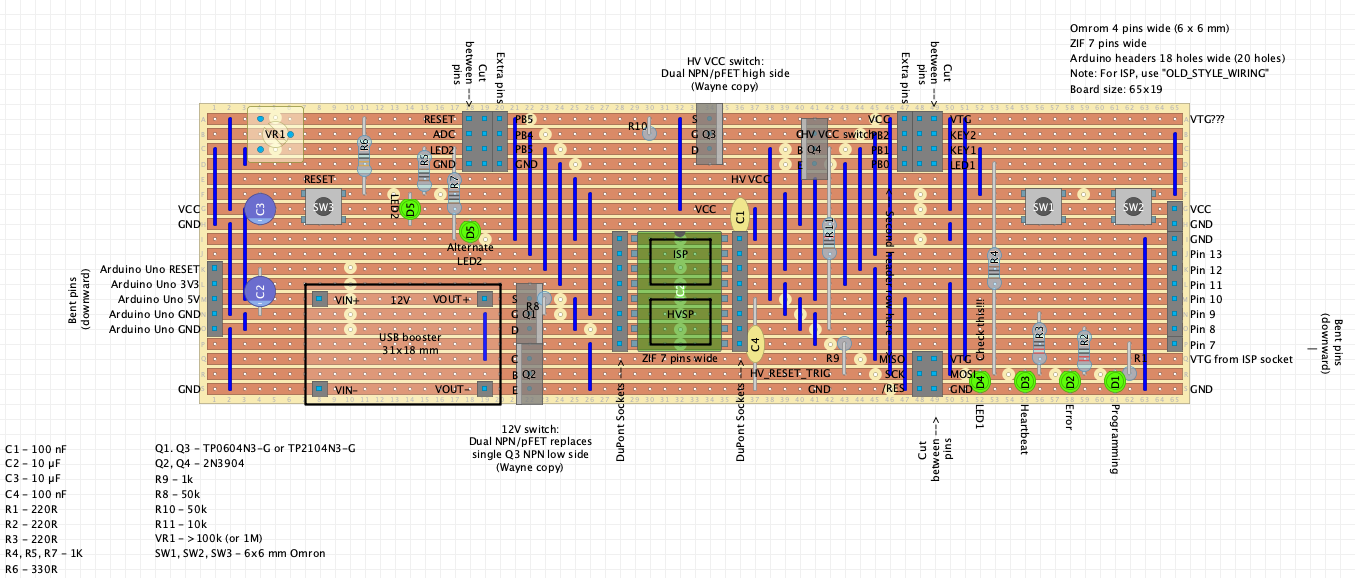 Omrom 4 pins wide (6 x 6 mm)
ZIF 7 pins wide
Arduino headers 18 holes wide (20 holes)
Note: For ISP, use "OLD_STYLE_WIRING"
Board size: 65x19
Cut
between -->
pins
Extra pins
HV VCC switch:
Dual NPN/pFET high side
(Wayne copy)
Extra pins
Cut
between -->
pins
VR1
R6
R5
R7
RESET
ADC
LED2
GND
PB5
PB4
PB3
GND
R10
S
G
D
Q3
HV VCC switch
Q4
VCC
PB2
PB1
PB0
VTG
KEY2
KEY1
LED1
VTG???
RESET
SW3
LED2
D5
D5
Alternate
LED2
C3
C2
HV VCC
VCC
C1
R11
Second header row here
R4
SW1
SW2
VCC
GND
VCC
GND
GND
Pin 13
Pin 12
Pin 11
Pin 10
Pin 9
Pin 8
Pin 7
VTG from ISP socket
GND
Bent pins
(downward)
Arduino Uno RESET
Arduino Uno 3V3
Arduino Uno 5V
Arduino Uno GND
Arduino Uno GND
GND
VIN+
12V
VOUT+
USB booster
31x18 mm
VIN-
VOUT-
S
G
D
Q1
R8
C
B
E
Q2
ISP
HVSP
ZIF 7 pins wide
C4
R9
HV_RESET_TRIG
GND
MISO
SCK
/RES
VTG
MOSI
GND
Check this!!!
R3
R2
D4
D3
D2
D1
LED1
Heartbeat
Error
Programming
Bent pins
(downward)
DuPont Sockets -->
DuPont Sockets -->
Cut
between -->
pins
12V switch:
Dual NPN/pFET replaces
single Q3 NPN low side
(Wayne copy)
C1 - 100 nF
C2 - 10 µF
C3 - 10 µF
C4 - 100 nF
R1 - 220R
R2 - 220R
R3 - 220R
R4, R5, R7 - 1K
R6 - 330R
Q1. Q3 - TP0604N3-G or TP2104N3-G
Q2, Q4 - 2N3904
R9 - 1k
R8 - 50k
R10 - 50k
R11 - 10k
VR1 - >100k (or 1M)
SW1, SW2, SW3 - 6x6 mm Omron